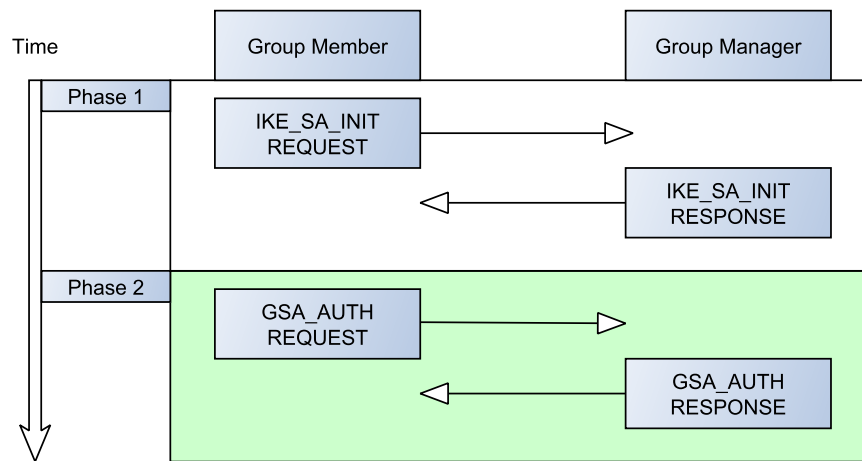 Time
Group Member
Group Manager
Phase 1
IKE_SA_INIT
REQUEST
IKE_SA_INIT
RESPONSE
Phase 2
GSA_AUTH
REQUEST
GSA_AUTH
RESPONSE